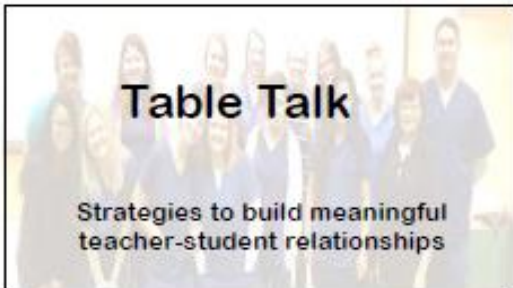 Table Talk
Strategies to build meaningful
teacher-student relationships